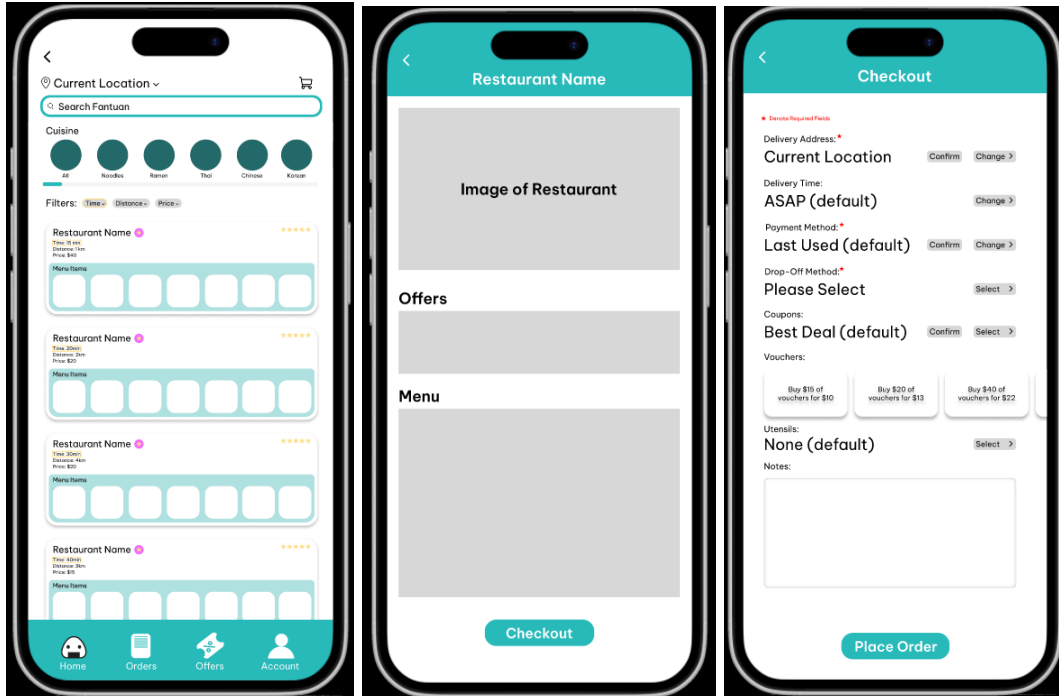 Current Location
Search Fantuan
Cuisine
All
Noodles
Ramen
Thai
Chinese
Korean
Filters:
Time
Distance
Price
Restaurant Name
Time: 15 min
Distance: 1 km
Price: $40
Menu Items
Restaurant Name
Time: 20min
Distance: 2km
Price: $20
Menu Items
Restaurant Name
Time: 30min
Distance: 4km
Price: $20
Menu Items
Restaurant Name
Time: 40min
Distance: 3km
Price: $15
Menu Items
Home
Orders
Offers
Account
Restaurant Name
Image of Restaurant
Offers
Menu
Checkout
Checkout
* Denote Required Fields
Delivery Address:*
Current Location
Confirm
Change >
Delivery Time:
ASAP (default)
Change >
Payment Method:*
Last Used (default)
Confirm
Change >
Drop-Off Method:*
Please Select
Select >
Coupons:
Best Deal (default)
Confirm
Select >
Vouchers:
Buy $15 of
vouchers for $10
Buy $20 of
vouchers for $13
Buy $40 of
vouchers for $22
Utensils:
None (default)
Select >
Notes:
Place Order